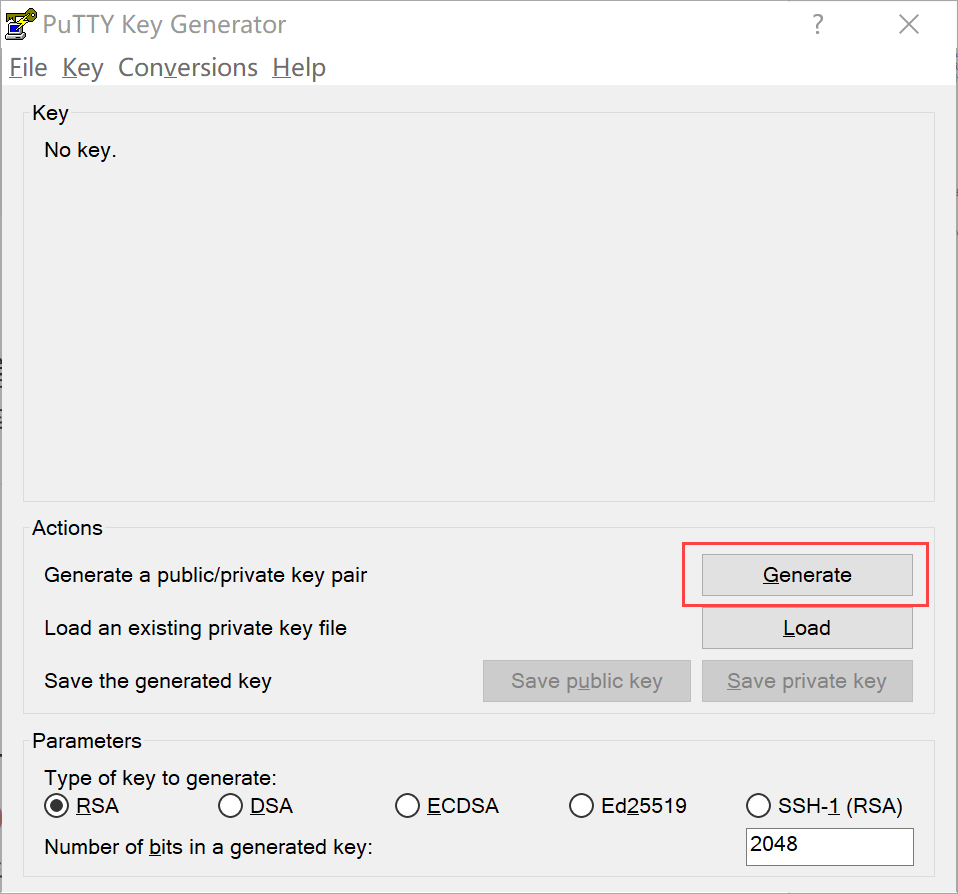 PuTTY Key Generator
?
File Key Conversions Help
Key
No key.
Actions
Generate a public/private key pair
Generate
Load an existing private key file
Load
Save the generated key
Save public key
Save private key
Parameters
Type of key to generate:
RSA
DSA
ECDSA
Ed25519
SSH-1 (RSA)
Number of bits in a generated key:
2048